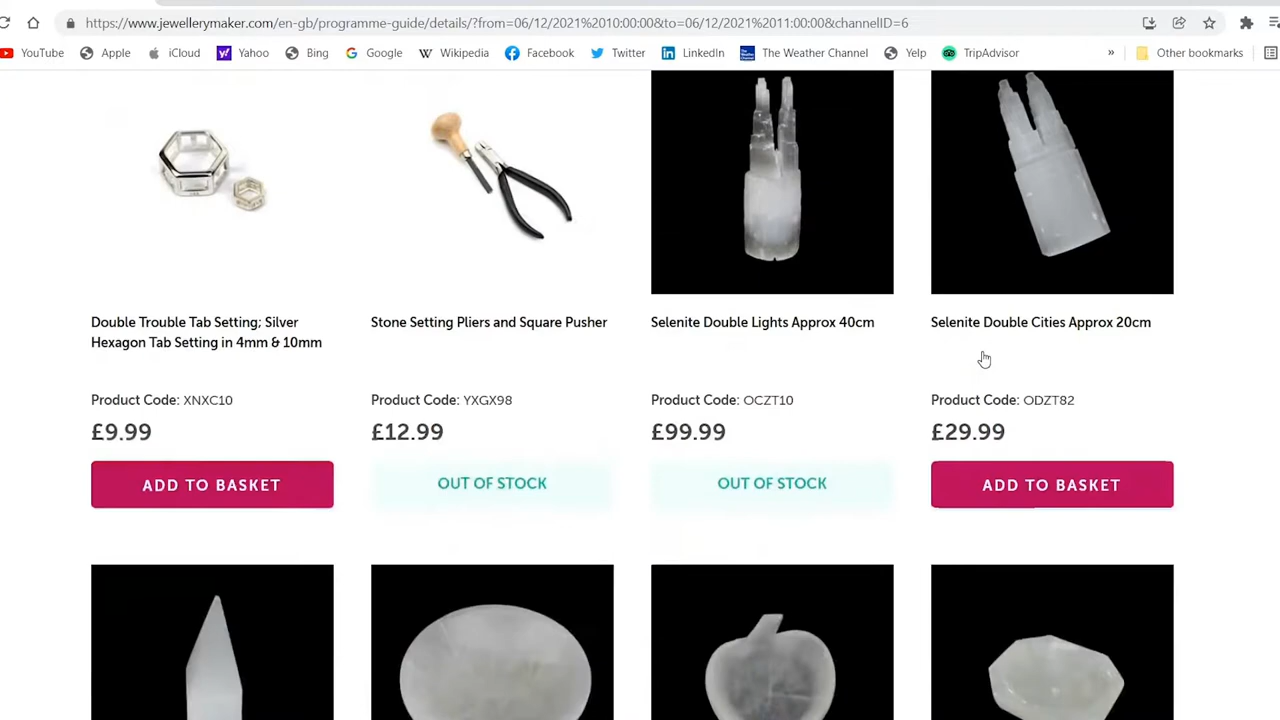 https://www.jewellerymaker.com/en-gb/programme-guide/details/?from=06/12/2021%2010:00:00&to=06/12/2021%2011:00:00&channelID=6
YouTube Apple iCloud Yahoo Bing Google Wikipedia Facebook Twitter LinkedIn The Weather Channel Yelp TripAdvisor » Other bookmarks
Double Trouble Tab Setting; Silver
Hexagon Tab Setting in 4mm & 10mm
Product Code: XNXC10
£9.99
ADD TO BASKET
Stone Setting Pliers and Square Pusher
Product Code: YXGX98
£12.99
OUT OF STOCK
Selenite Double Lights Approx 40cm
Product Code: OCZT10
£99.99
OUT OF STOCK
Selenite Double Cities Approx 20cm
Product Code: ODZT82
£29.99
ADD TO BASKET